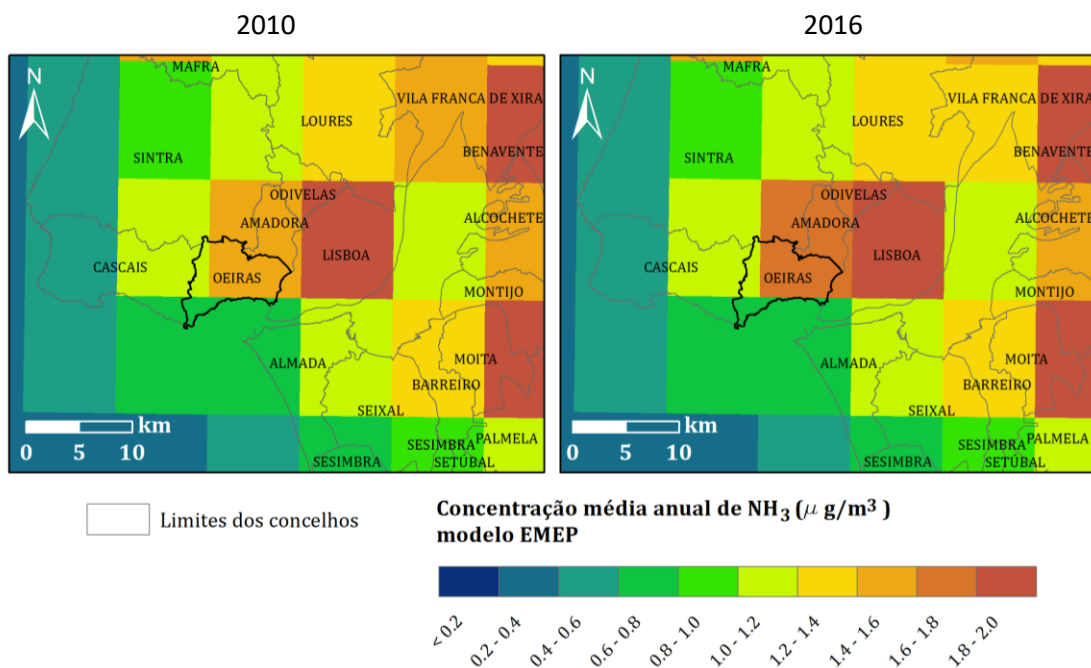 2010
2016
N
MAFRA
VILA FRANCA DE XIRA
LOURES
BENAVENTE
SINTRA
ODIVELAS
ALCOCHETE
AMADORA
LISBOA
CASCAIS
OEIRAS
MONTIJO
ALMADA
MOITA
BARREIRO
SEIXAL
km
PALMELA
SESIMBRA
0 5 10
SESIMBRA
SETÚBAL
N
MAFRA
VILA FRANCA DE XIRA
LOURES
BENAVENTE
SINTRA
ODIVELAS
ALCOCHETE
AMADORA
LISBOA
CASCAIS
OEIRAS
MONTIJO
ALMADA
MOITA
BARREIRO
SEIXAL
km
PALMELA
SESIMBRA
0 5 10
SESIMBRA
SETÚBAL
Limites dos concelhos
Concentração média anual de NH₃ (μ g/m³ )
modelo EMEP
< 0.2
0.2 - 0.4
0.4 - 0.6
0.6 - 0.8
0.8 - 1.0
1.0 - 1.2
1.2 - 1.4
1.4 - 1.6
1.6 - 1.8
1.8 - 2.0